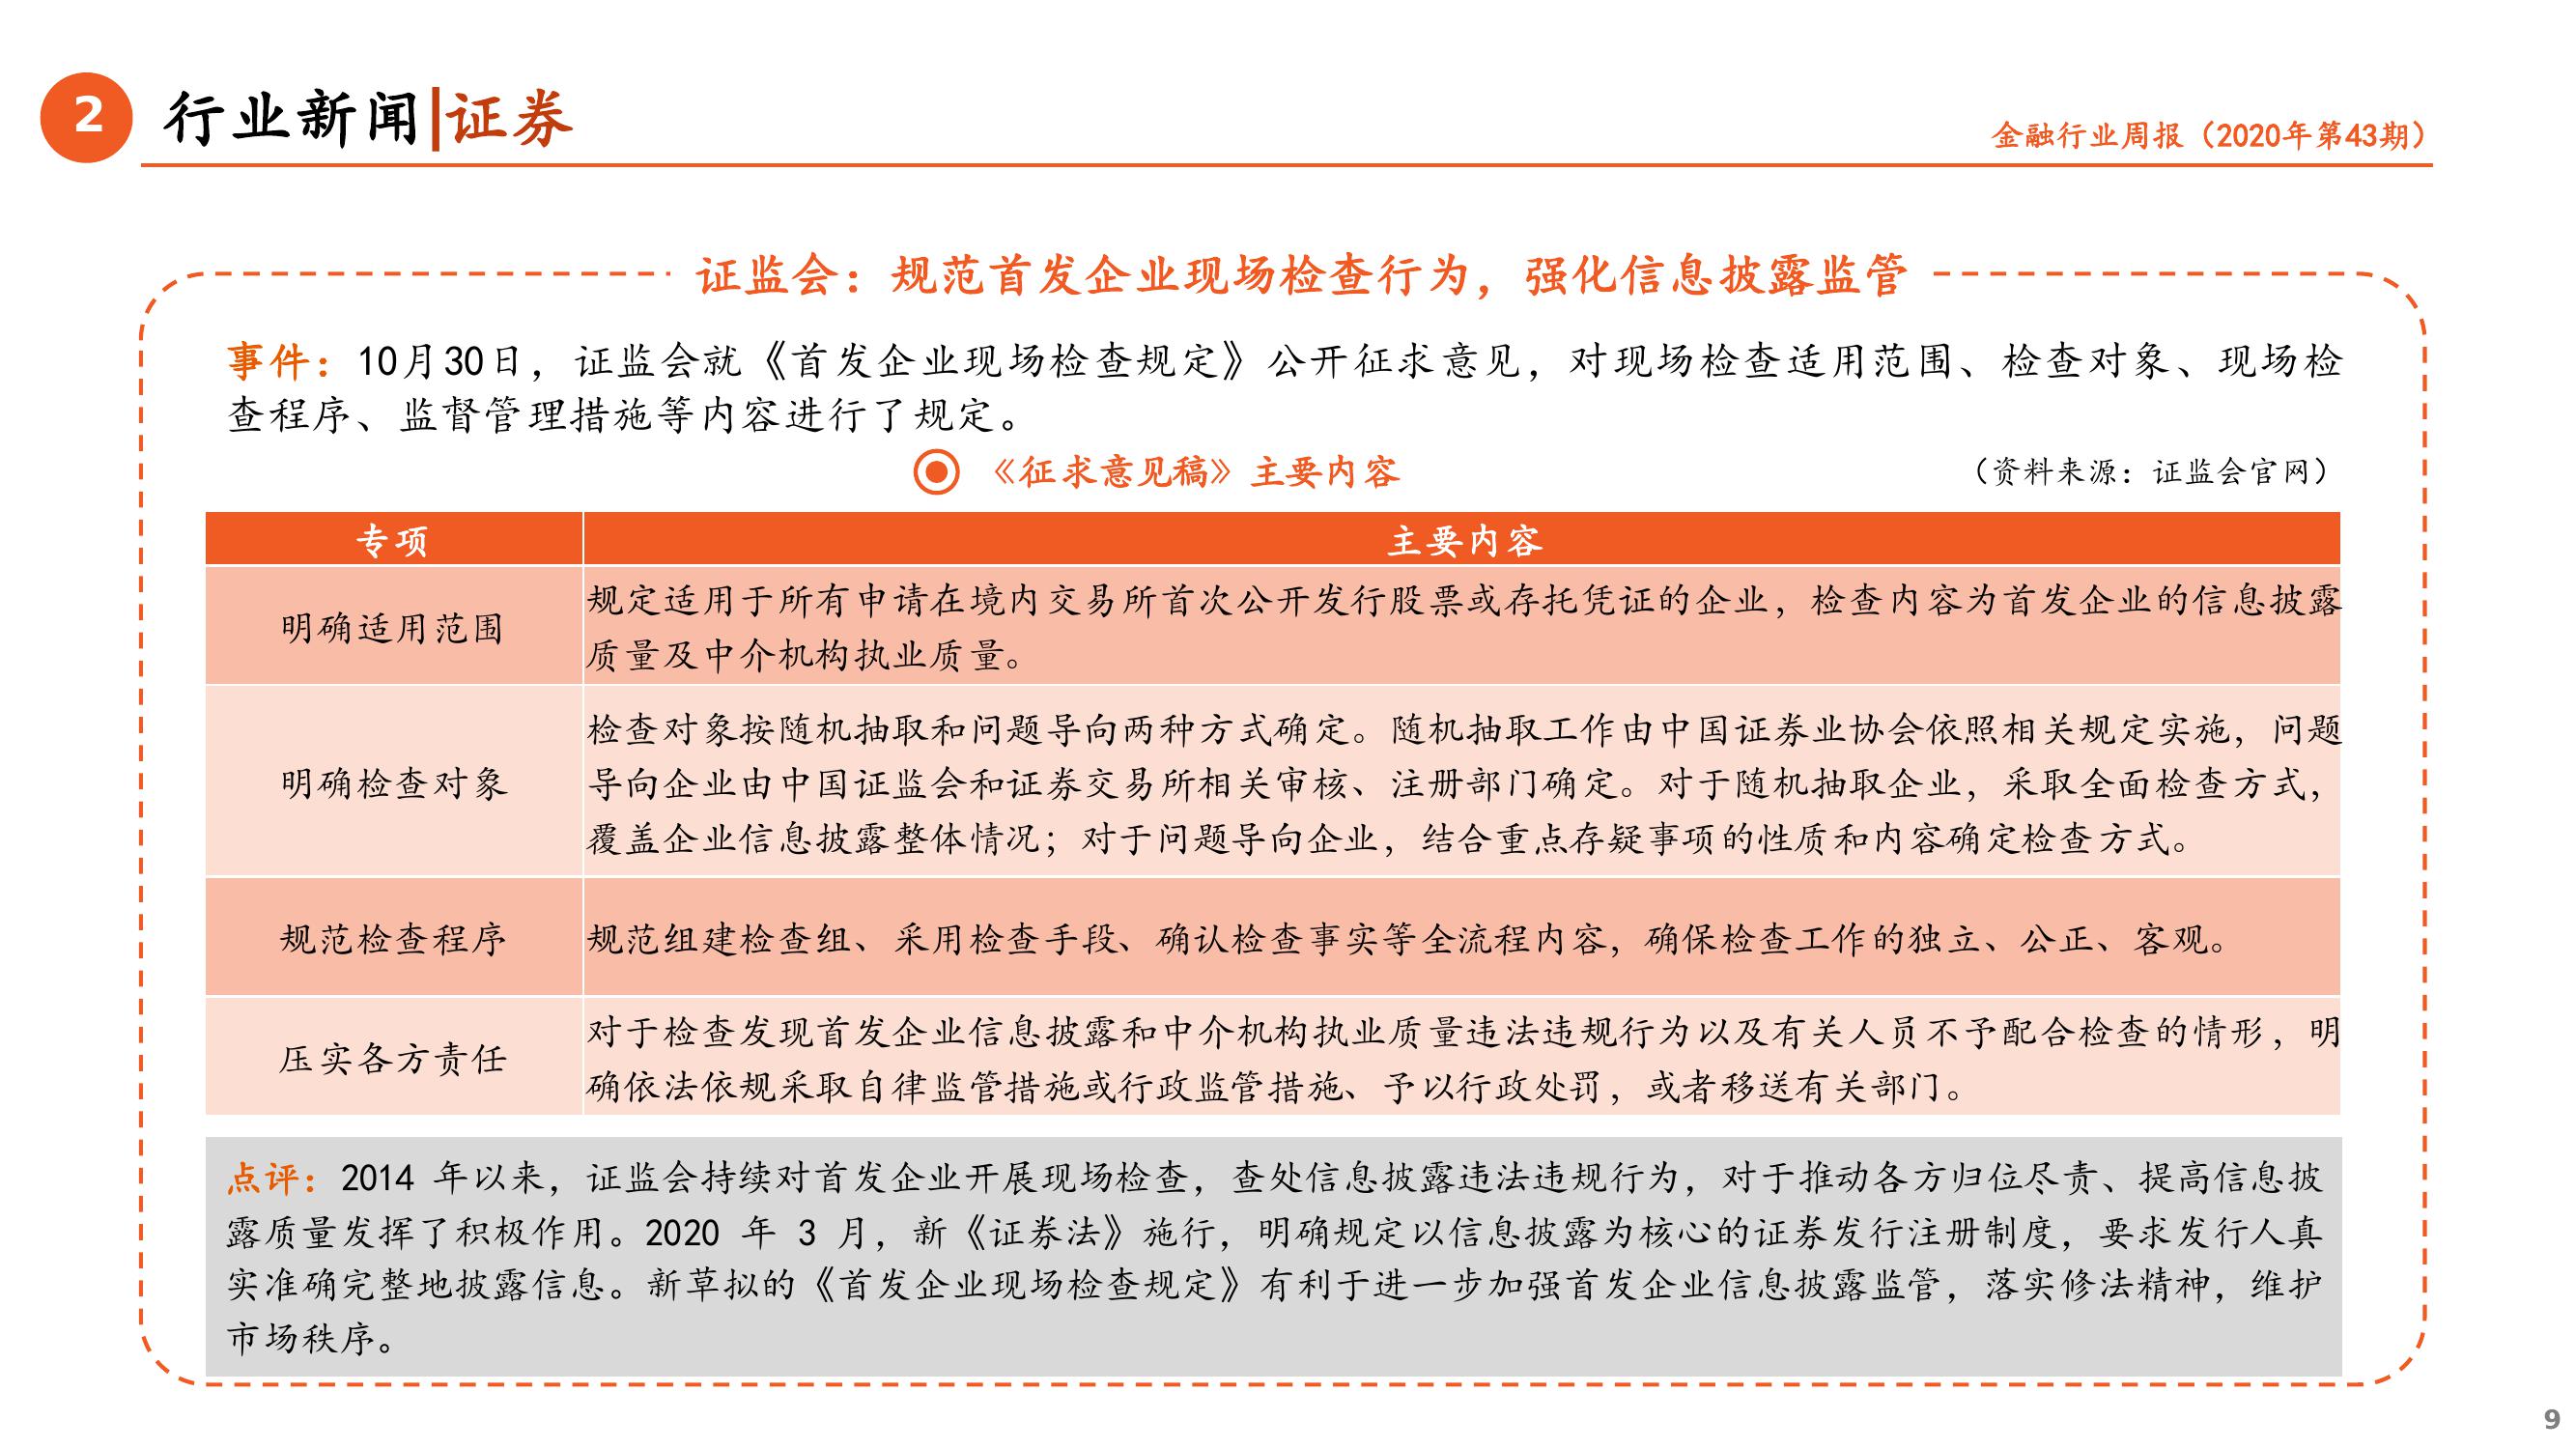 2
行业新闻|证券
金融行业周报（2020年第43期）
证监会：规范首发企业现场检查行为，强化信息披露监管
事件：10月30日，证监会就《首发企业现场检查规定》公开征求意见，对现场检查适用范围、检查对象、现场检
查程序、监督管理措施等内容进行了规定。
《征求意见稿》主要内容
（资料来源：证监会官网）
专项
主要内容
明确适用范围
规定适用于所有申请在境内交易所首次公开发行股票或存托凭证的企业，检查内容为首发企业的信息披露
质量及中介机构执业质量。
明确检查对象
检查对象按随机抽取和问题导向两种方式确定。随机抽取工作由中国证券业协会依照相关规定实施，问题
导向企业由中国证监会和证券交易所相关审核、注册部门确定。对于随机抽取企业，采取全面检查方式，
覆盖企业信息披露整体情况；对于问题导向企业，结合重点存疑事项的性质和内容确定检查方式。
规范检查程序
规范组建检查组、采用检查手段、确认检查事实等全流程内容，确保检查工作的独立、公正、客观。
压实各方责任
对于检查发现首发企业信息披露和中介机构执业质量违法违规行为以及有关人员不予配合检查的情形，明
确依法依规采取自律监管措施或行政监管措施、予以行政处罚，或者移送有关部门。
点评：2014 年以来，证监会持续对首发企业开展现场检查，查处信息披露违法违规行为，对于推动各方归位尽责、提高信息披
露质量发挥了积极作用。2020 年 3 月，新《证券法》施行，明确规定以信息披露为核心的证券发行注册制度，要求发行人真
实准确完整地披露信息。新草拟的《首发企业现场检查规定》有利于进一步加强首发企业信息披露监管，落实修法精神，维护
市场秩序。
9